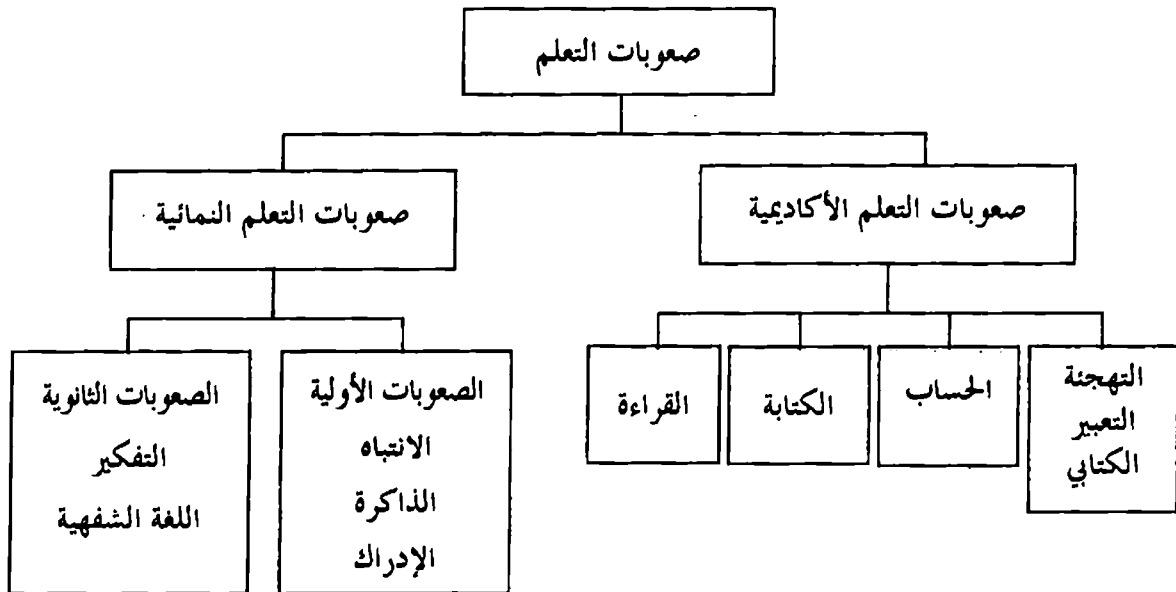 صعوبات التعلم
صعوبات التعلم الأكاديمية
صعوبات التعلم النمائية
التهجئة
التعبير
الكتابي
الحساب
الكتابة
القراءة
الصعوبات الأولية
الانتباه
الذاكرة
الإدراك
الصعوبات الثانوية
التفكير
اللغة الشفهية